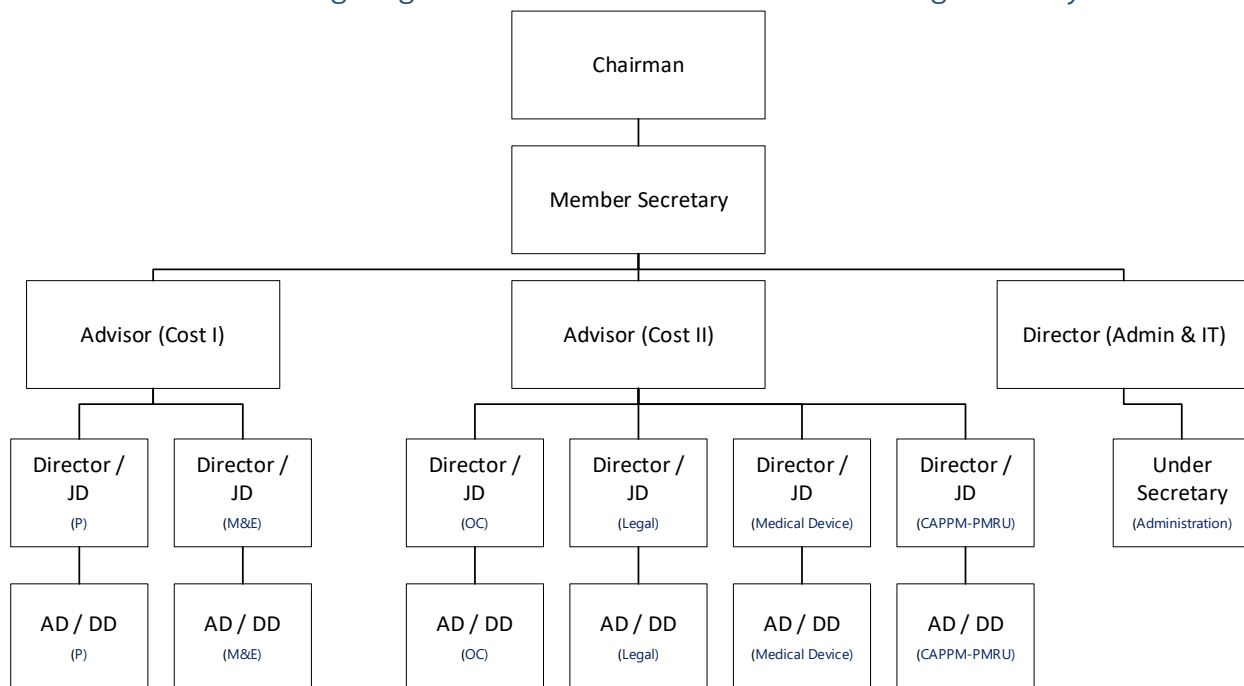 Chairman
Member Secretary
Advisor (Cost I)
Advisor (Cost II)
Director (Admin & IT)
Director /
JD
(P)
Director /
JD
(M&E)
Director /
JD
(OC)
Director /
JD
(Legal)
Director /
JD
(Medical Device)
Director /
JD
(CAPPM-PMRU)
Under
Secretary
(Administration)
AD / DD
(P)
AD / DD
(M&E)
AD / DD
(OC)
AD / DD
(Legal)
AD / DD
(Medical Device)
AD / DD
(CAPPM-PMRU)